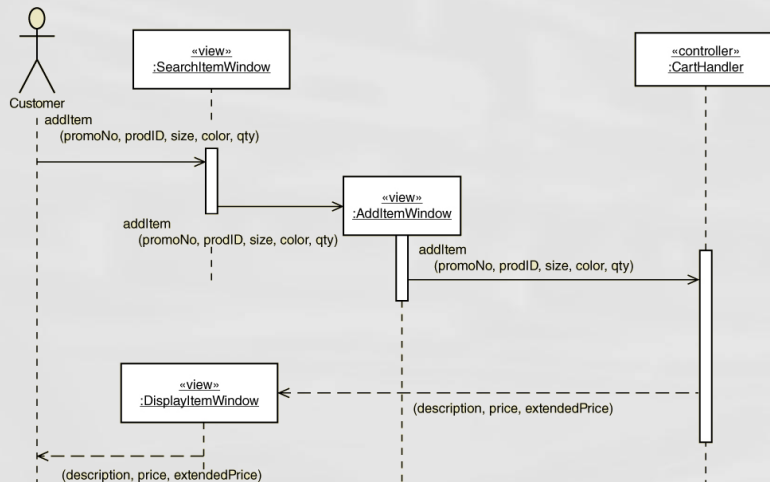 «view»
:SearchItemWindow
«controller»
:CartHandler
Customer
addItem
(promoNo, prodID, size, color, qty)
«view»
:AddItemWindow
addItem
(promoNo, prodID, size, color, qty)
addItem
(promoNo, prodID, size, color, qty)
«view»
:DisplayItemWindow
(description, price, extendedPrice)
(description, price, extendedPrice)